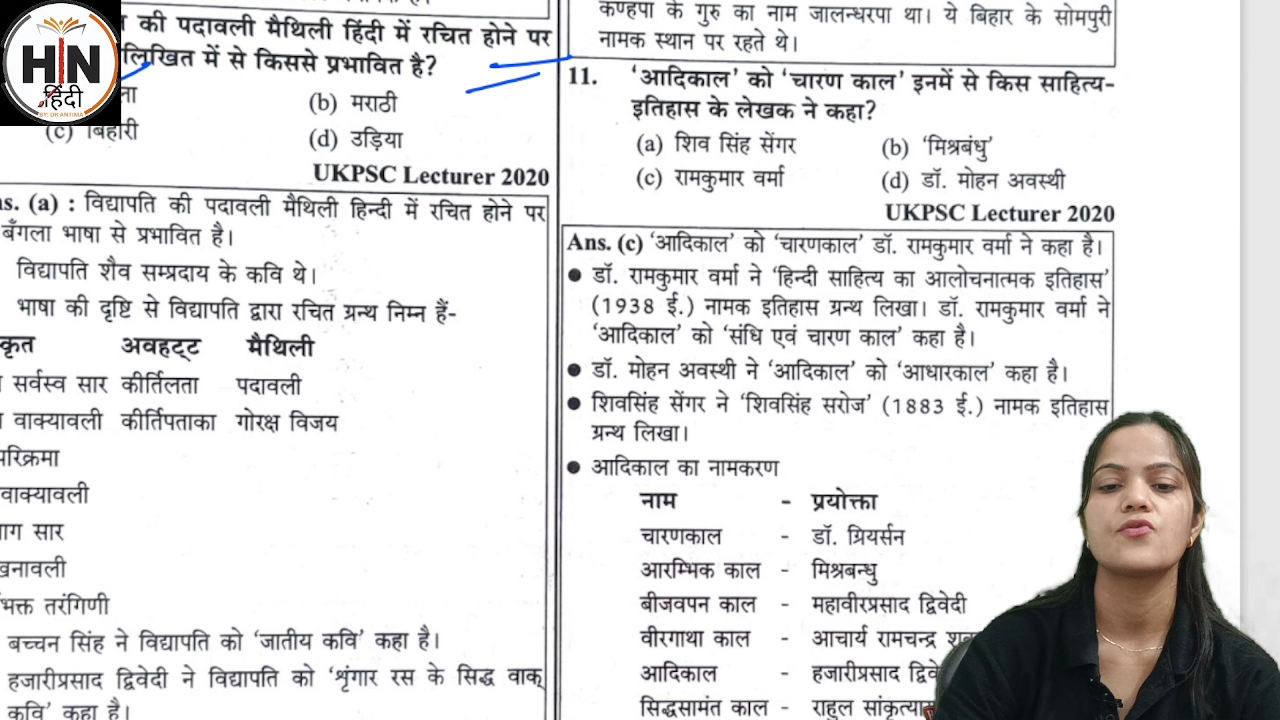 HIN
हिंदी
BY: DR ANTIMA
की पदावली मैथिली हिंदी में रचित होने पर
लिखित में से किससे प्रभावित है?
(b) मराठी
(c) बिहारी
(d) उड़िया
UKPSC Lecturer 2020
(a) : विद्यापति की पदावली मैथिली हिन्दी में रचित होने पर
बँगला भाषा से प्रभावित है।
विद्यापति शैव सम्प्रदाय के कवि थे।
भाषा की दृष्टि से विद्यापति द्वारा रचित ग्रन्थ निम्न हैं-
अवहट्ट मैथिली
सर्वस्व सार कीर्तिलता पदावली
वाक्यावली कीर्तिपताका गोरक्ष विजय
सार
तरंगिणी
बच्चन सिंह ने विद्यापति को 'जातीय कवि' कहा है।
हजारीप्रसाद द्विवेदी ने विद्यापति को 'शृंगार रस के सिद्ध वाक्
कवि' कहा है।
कण्हपा के गुरु का नाम जालन्धरपा था। ये बिहार के सोमपुरी
नामक स्थान पर रहते थे।
11. 'आदिकाल' को 'चारण काल' इनमें से किस साहित्य-
इतिहास के लेखक ने कहा?
(a) शिव सिंह सेंगर (b) 'मिश्रबंधु'
(c) रामकुमार वर्मा (d) डॉ. मोहन अवस्थी
UKPSC Lecturer 2020
Ans. (c) 'आदिकाल' को 'चारणकाल' डॉ. रामकुमार वर्मा ने कहा है।
● डॉ. रामकुमार वर्मा ने 'हिन्दी साहित्य का आलोचनात्मक इतिहास'
(1938 ई.) नामक इतिहास ग्रन्थ लिखा। डॉ. रामकुमार वर्मा ने
'आदिकाल' को 'संधि एवं चारण काल' कहा है।
● डॉ. मोहन अवस्थी ने 'आदिकाल' को 'आधारकाल' कहा है।
● शिवसिंह सेंगर ने 'शिवसिंह सरोज' (1883 ई.) नामक इतिहास
ग्रन्थ लिखा।
● आदिकाल का नामकरण
नाम - प्रयोक्ता
चारणकाल - डॉ. ग्रियर्सन
आरम्भिक काल - मिश्रबन्धु
बीजवपन काल - महावीरप्रसाद द्विवेदी
वीरगाथा काल - आचार्य रामचन्द्र
आदिकाल - हजारीप्रसाद
सिद्धसामंत काल - राहुल